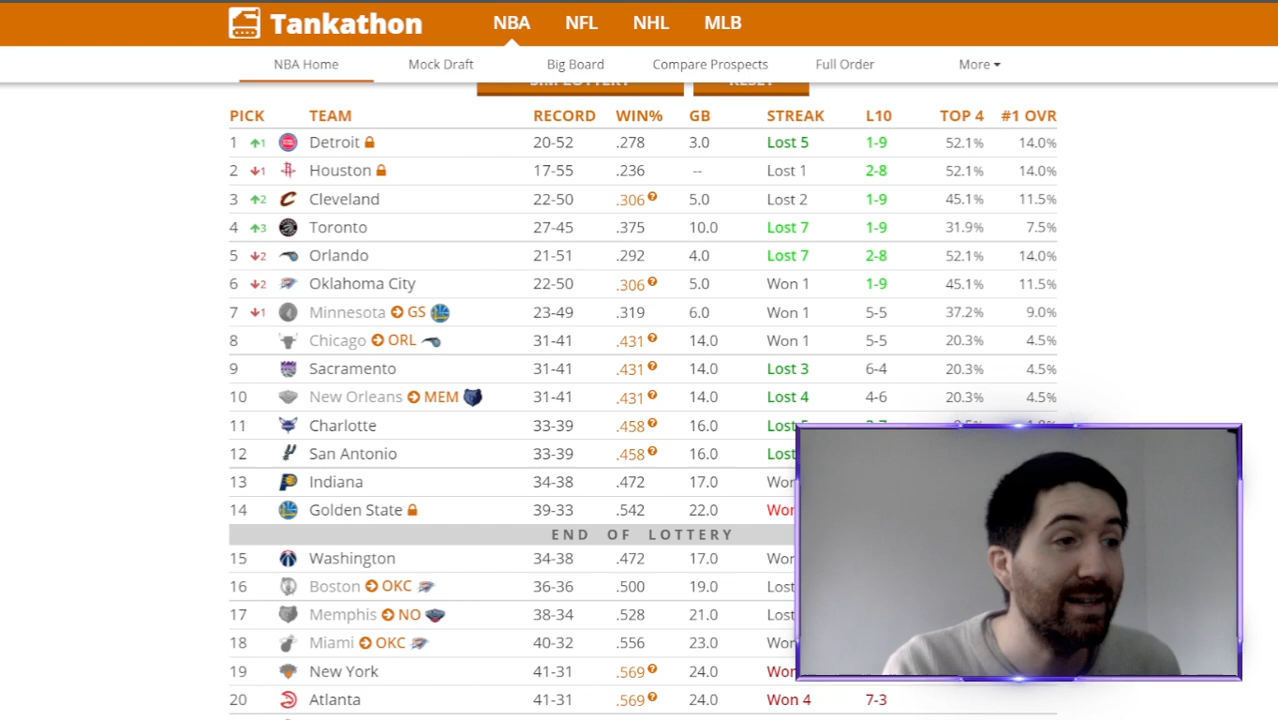 Tankathon NBA NFL NHL MLB
NBA Home Mock Draft Big Board Compare Prospects Full Order More
SIM LOTTERY RESET
PICK TEAM RECORD WIN% GB STREAK L10 TOP 4 #1 OVR
1 1 Detroit 20-52 .278 3.0 Lost 5 1-9 52.1% 14.0%
2 1 Houston 17-55 .236 -- Lost 1 2-8 52.1% 14.0%
3 2 Cleveland 22-50 .306 ? 5.0 Lost 2 1-9 45.1% 11.5%
4 3 Toronto 27-45 .375 10.0 Lost 7 1-9 31.9% 7.5%
5 2 Orlando 21-51 .292 4.0 Lost 7 2-8 52.1% 14.0%
6 2 Oklahoma City 22-50 .306 ? 5.0 Won 1 1-9 45.1% 11.5%
7 1 Minnesota GS 23-49 .319 6.0 Won 1 5-5 37.2% 9.0%
8 Chicago ORL 31-41 .431 ? 14.0 Won 1 5-5 20.3% 4.5%
9 Sacramento 31-41 .431 ? 14.0 Lost 3 6-4 20.3% 4.5%
10 New Orleans MEM 31-41 .431 ? 14.0 Lost 4 4-6 20.3% 4.5%
11 Charlotte 33-39 .458 ? 16.0 Lost 5
12 San Antonio 33-39 .458 ? 16.0 Lost
13 Indiana 34-38 .472 17.0 Won
14 Golden State 39-33 .542 22.0 Won
END OF LOTTERY
15 Washington 34-38 .472 17.0 Won
16 Boston OKC 36-36 .500 19.0 Lost
17 Memphis NO 38-34 .528 21.0 Lost
18 Miami OKC 40-32 .556 23.0 Won
19 New York 41-31 .569 ? 24.0 Won
20 Atlanta 41-31 .569 ? 24.0 Won 4 7-3